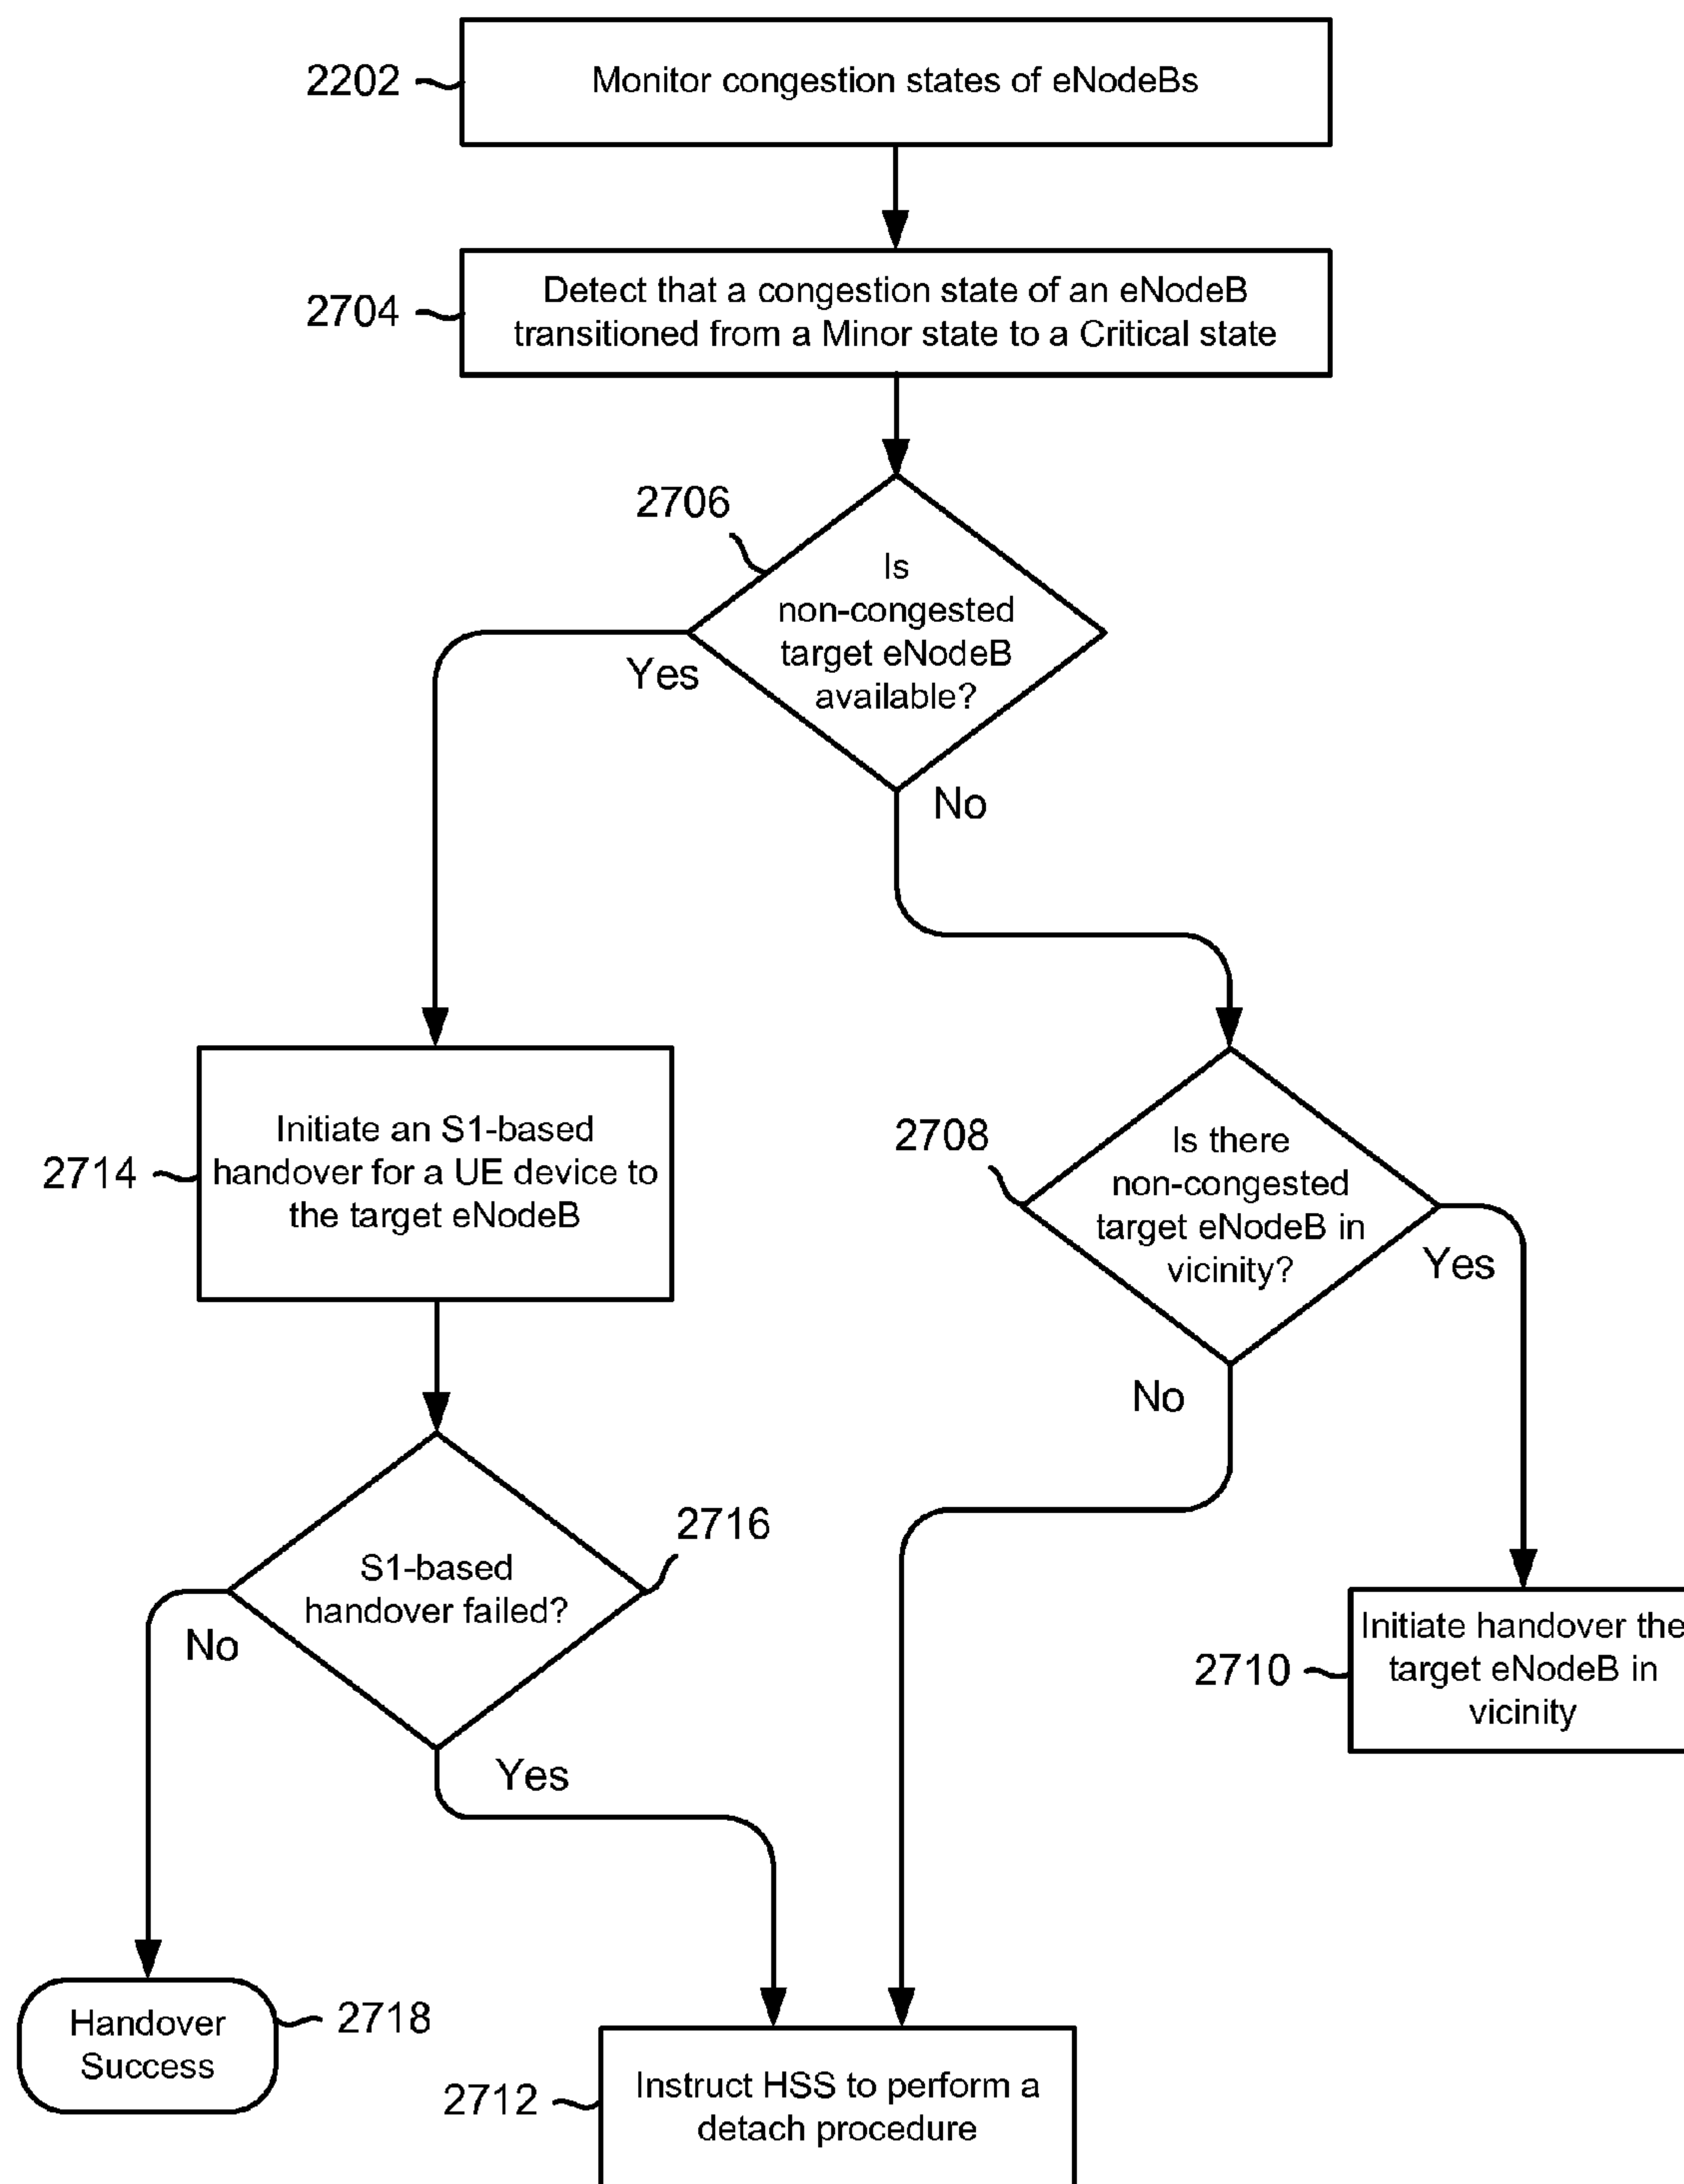 2202
Monitor congestion states of eNodeBs
2704
Detect that a congestion state of an eNodeB
transitioned from a Minor state to a Critical state
2706
Is
non-congested
target eNodeB
available?
Yes
No
2714
Initiate an S1-based
handover for a UE device to
the target eNodeB
2708
Is there
non-congested
target eNodeB in
vicinity?
Yes
No
2716
S1-based
handover failed?
No
Yes
2710
Initiate handover the
target eNodeB in
vicinity
Handover
Success
2718
2712
Instruct HSS to perform a
detach procedure